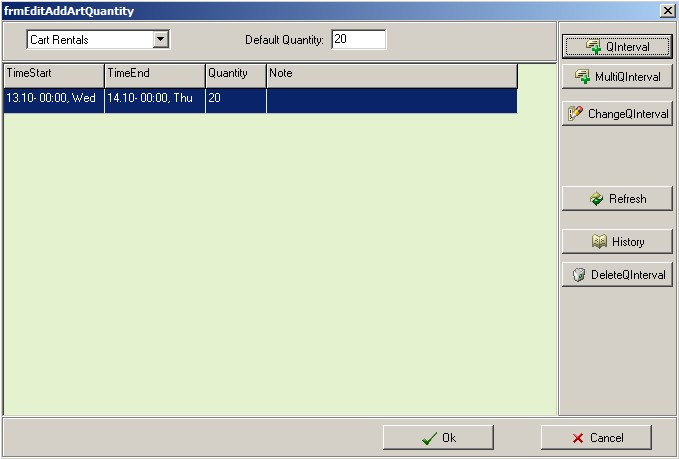 frmEditAddArtQuantity
Cart Rentals Default Quantity: 20
QInterval
MultiQInterval
ChangeQInterval
Refresh
History
DeleteQInterval
TimeStart TimeEnd Quantity Note
13.10- 00:00, Wed 14.10- 00:00, Thu 20
Ok Cancel